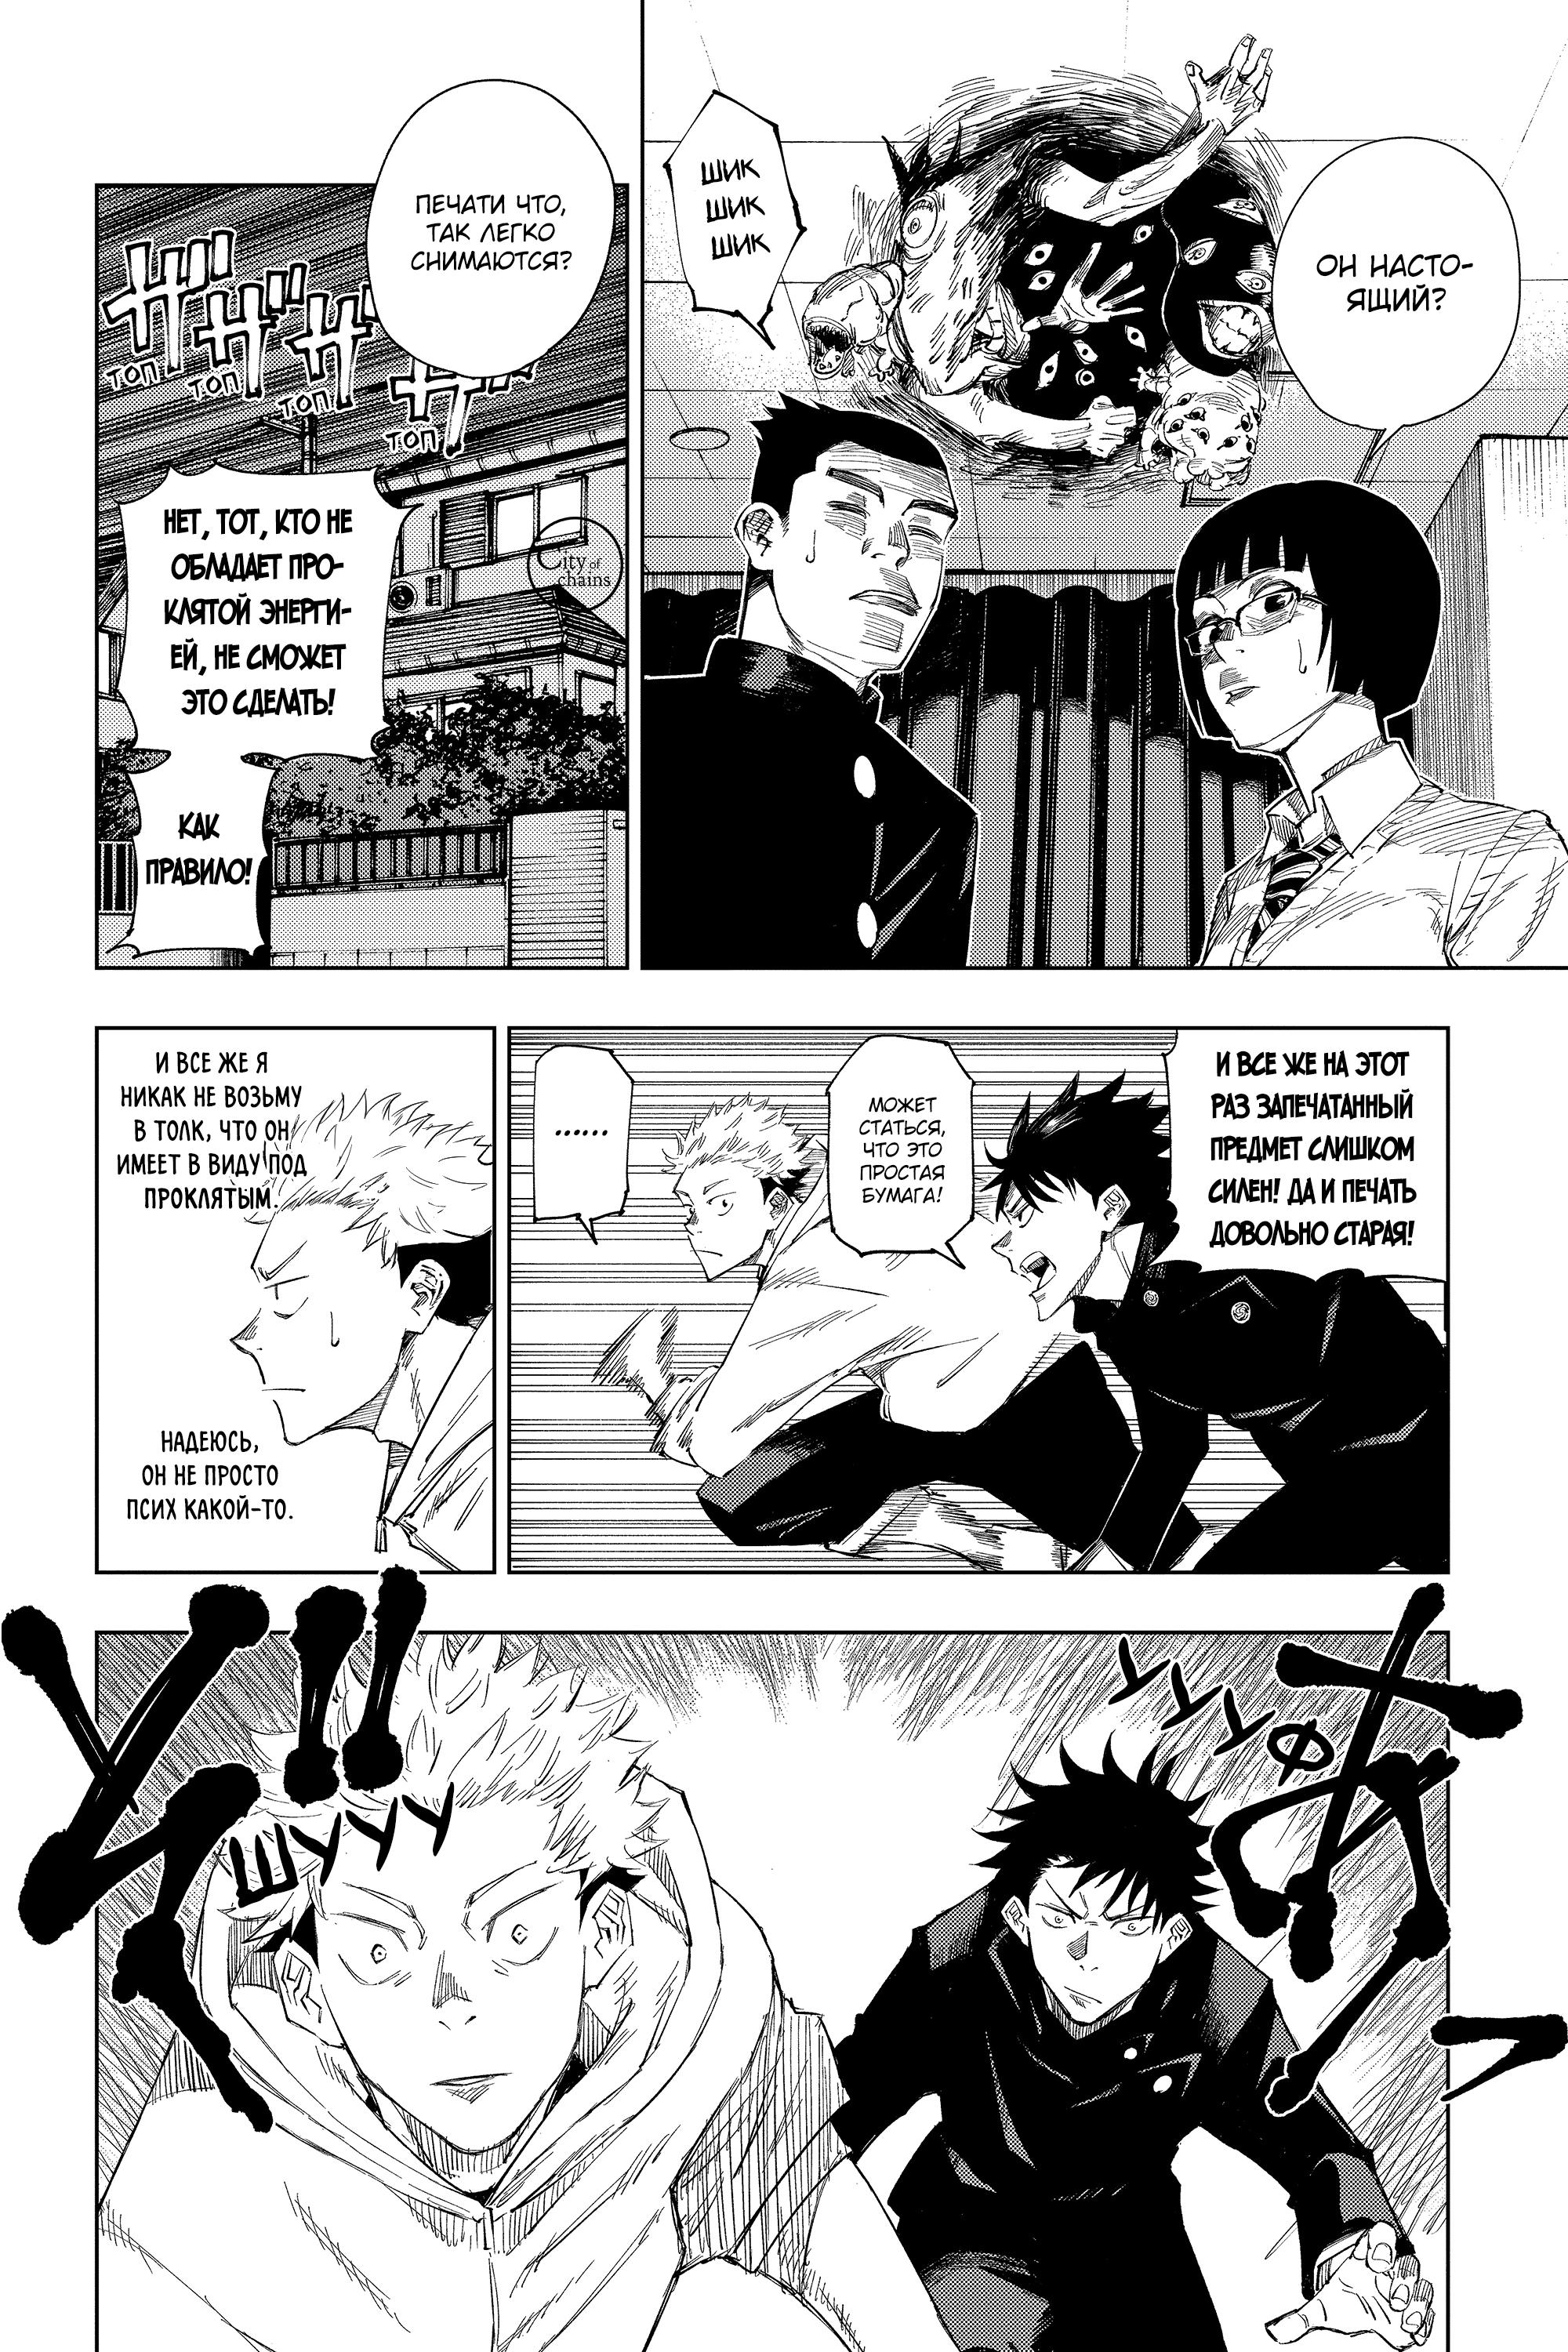 ОН НАСТО-
ЯЩИЙ?
ШИК
ШИК
ШИК
ПЕЧАТИ ЧТО,
ТАК ЛЕГКО
СНИМАЮТСЯ?
ТОП
ТОП
ТОП
ТОП
НЕТ, ТОТ, КТО НЕ
ОБЛАДАЕТ ПРО-
КЛЯТОЙ ЭНЕРГИ-
ЕЙ, НЕ СМОЖЕТ
ЭТО СДЕЛАТЬ!
КАК
ПРАВИЛО!
City of
chains
И ВСЕ ЖЕ НА ЭТОТ
РАЗ ЗАПЕЧАТАННЫЙ
ПРЕДМЕТ СЛИШКОМ
СИЛЕН! ДА И ПЕЧАТЬ
ДОВОЛЬНО СТАРАЯ!
МОЖЕТ
СТАТЬСЯ,
ЧТО ЭТО
ПРОСТАЯ
БУМАГА!
......
И ВСЕ ЖЕ Я
НИКАК НЕ ВОЗЬМУ
В ТОЛК, ЧТО ОН
ИМЕЕТ В ВИДУ ПОД
ПРОКЛЯТЫМ.
НАДЕЮСЬ,
ОН НЕ ПРОСТО
ПСИХ КАКОЙ-ТО.
УУУФ
ШУУУ